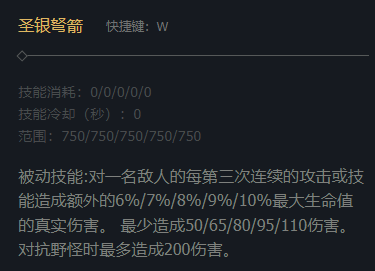 圣银弩箭 快捷键：W
技能消耗：0/0/0/0/0
技能冷却（秒）：0
范围：750/750/750/750/750
被动技能:对一名敌人的每第三次连续的攻击或技
能造成额外的6%/7%/8%/9%/10%最大生命值
的真实伤害。 最少造成50/65/80/95/110伤害。
对抗野怪时最多造成200伤害。